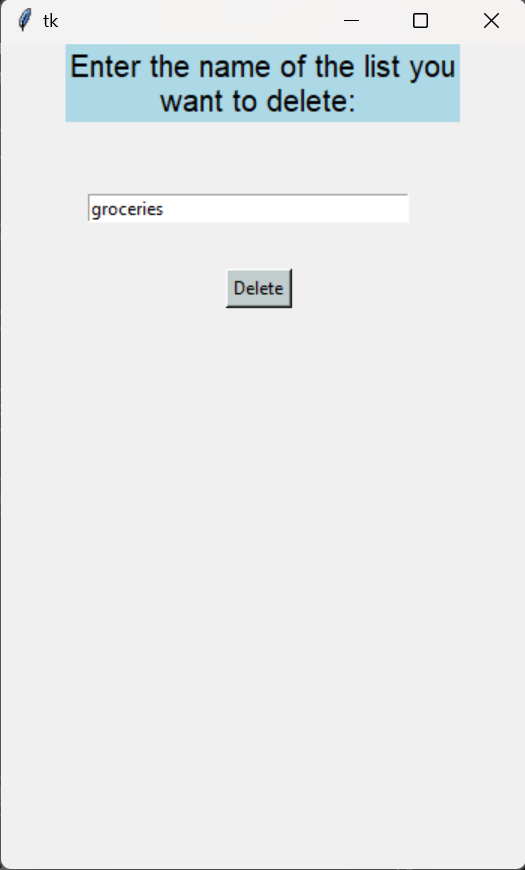 tk
Enter the name of the list you
want to delete:
groceries
Delete